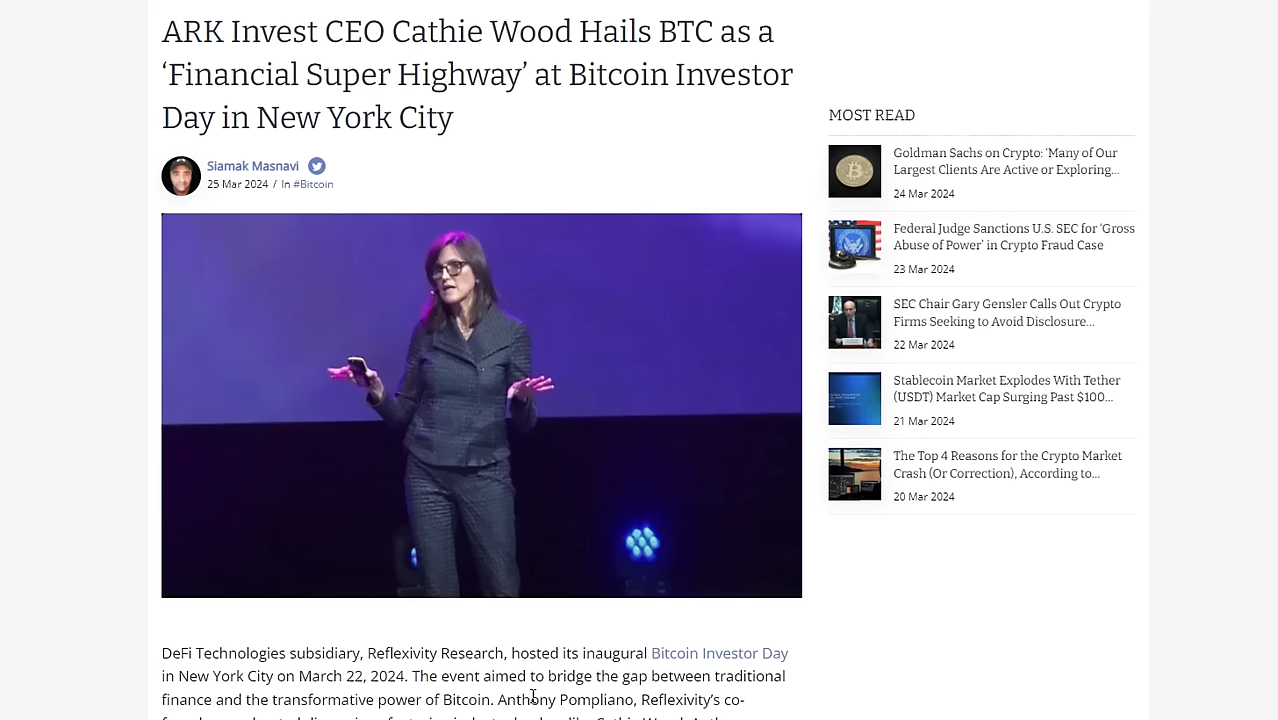 ARK Invest CEO Cathie Wood Hails BTC as a
‘Financial Super Highway’ at Bitcoin Investor
Day in New York City
Siamak Masnavi
25 Mar 2024 / In #Bitcoin
DeFi Technologies subsidiary, Reflexivity Research, hosted its inaugural Bitcoin Investor Day
in New York City on March 22, 2024. The event aimed to bridge the gap between traditional
finance and the transformative power of Bitcoin. Anthony Pompliano, Reflexivity’s co-
MOST READ
Goldman Sachs on Crypto: ‘Many of Our
Largest Clients Are Active or Exploring...
24 Mar 2024
Federal Judge Sanctions U.S. SEC for ‘Gross
Abuse of Power’ in Crypto Fraud Case
23 Mar 2024
SEC Chair Gary Gensler Calls Out Crypto
Firms Seeking to Avoid Disclosure...
22 Mar 2024
Stablecoin Market Explodes With Tether
(USDT) Market Cap Surging Past $100...
21 Mar 2024
The Top 4 Reasons for the Crypto Market
Crash (Or Correction), According to...
20 Mar 2024